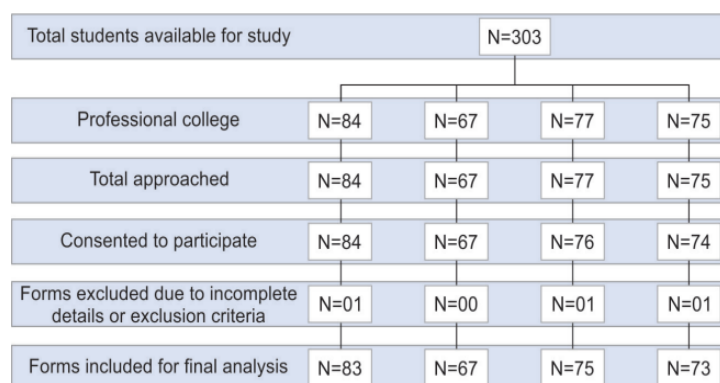 Total students available for study N=303
Professional college N=84 N=67 N=77 N=75
Total approached N=84 N=67 N=77 N=75
Consented to participate N=84 N=67 N=76 N=74
Forms excluded due to incomplete
details or exclusion criteria N=01 N=00 N=01 N=01
Forms included for final analysis N=83 N=67 N=75 N=73